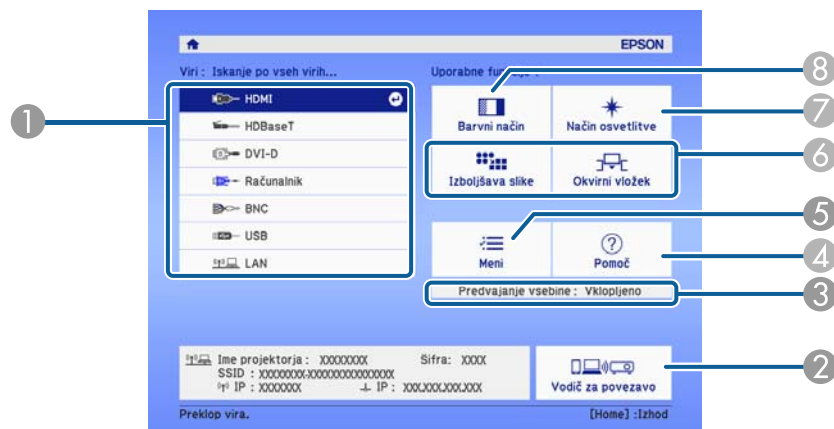 EPSON
Viri : Iskanje po vseh virih...
HDMI
HDBaseT
DVI-D
Računalnik
BNC
USB
LAN
Uporabne funkcije :
Barvni način
Način osvetlitve
Izboljšava slike
Okvirni vložek
Meni
Pomoč
Predvajanje vsebine : Vklopljeno
Ime projektorja : XXXXXXXX Šifra: XXXX
SSID : XXXXXXXX-XXXXXXXXXXXXXXX
IP : XXXXXXX IP : XXX.XXX.XXX.XXX
Vodič za povezavo
Preklop vira.
[Home] :Izhod
1
8
7
6
5
4
3
2